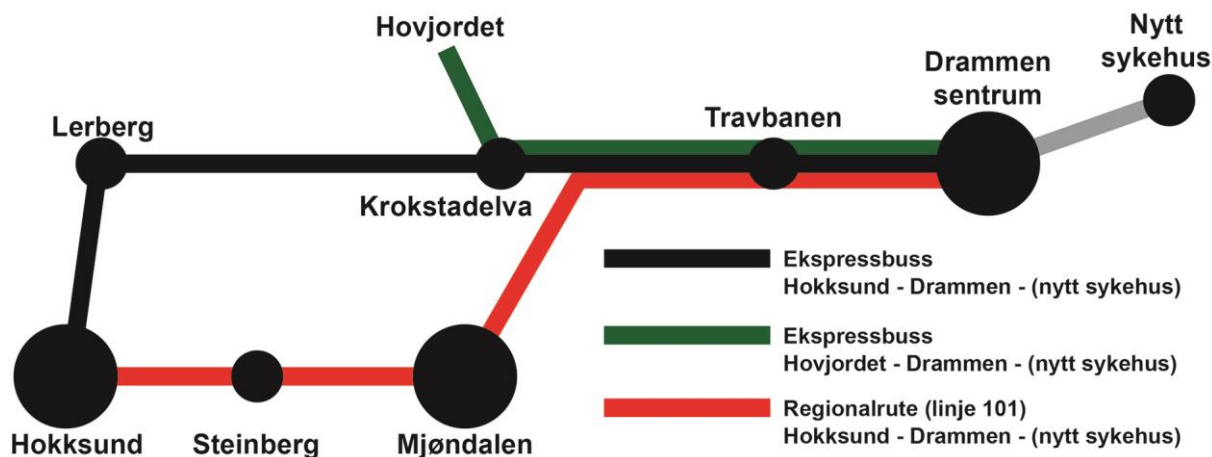 Hovjordet
Nytt
sykehus
Drammen
sentrum
Lerberg
Travbanen
Krokstadelva
Ekspressbuss
Hokksund - Drammen - (nytt sykehus)
Ekspressbuss
Hovjordet - Drammen - (nytt sykehus)
Regionalrute (linje 101)
Hokksund - Drammen - (nytt sykehus)
Hokksund
Steinberg
Mjøndalen